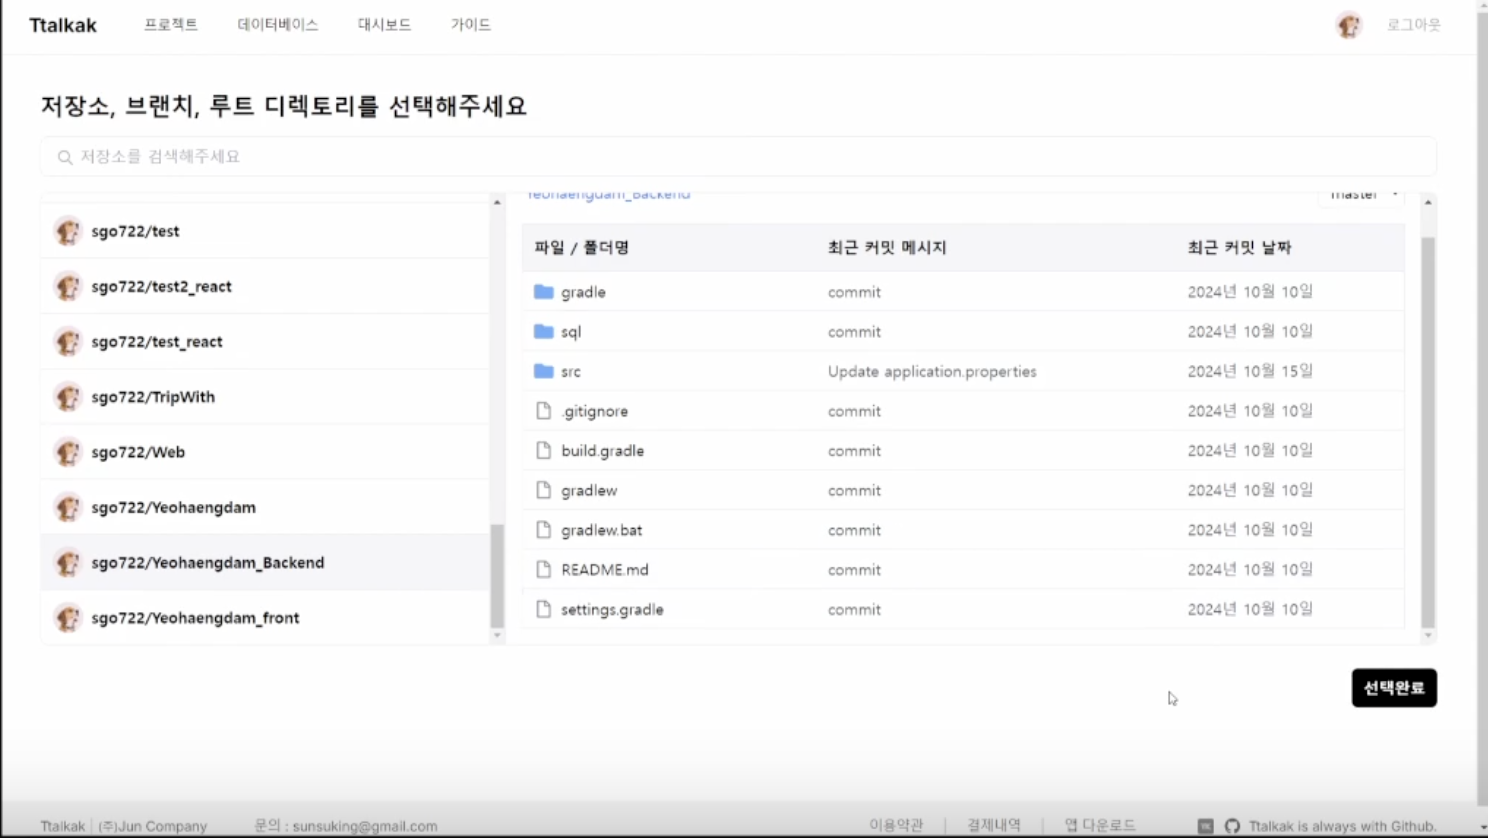 Ttalkak 프로젝트 데이터베이스 대시보드 가이드 로그아웃
저장소, 브랜치, 루트 디렉토리를 선택해주세요
저장소를 검색해주세요
sgo722/test
sgo722/test2_react
sgo722/test_react
sgo722/TripWith
sgo722/Web
sgo722/Yeohaengdam
sgo722/Yeohaengdam_Backend
sgo722/Yeohaengdam_front
Yeohaengdam_Backend master
파일 / 폴더명 최근 커밋 메시지 최근 커밋 날짜
gradle commit 2024년 10월 10일
sql commit 2024년 10월 10일
src Update application.properties 2024년 10월 15일
.gitignore commit 2024년 10월 10일
build.gradle commit 2024년 10월 10일
gradlew commit 2024년 10월 10일
gradlew.bat commit 2024년 10월 10일
README.md commit 2024년 10월 10일
settings.gradle commit 2024년 10월 10일
선택완료
Ttalkak | (주)Jun Company 문의 : sunsuking@gmail.com 이용약관 | 결제내역 | 앱 다운로드 Ttalkak is always with Github.